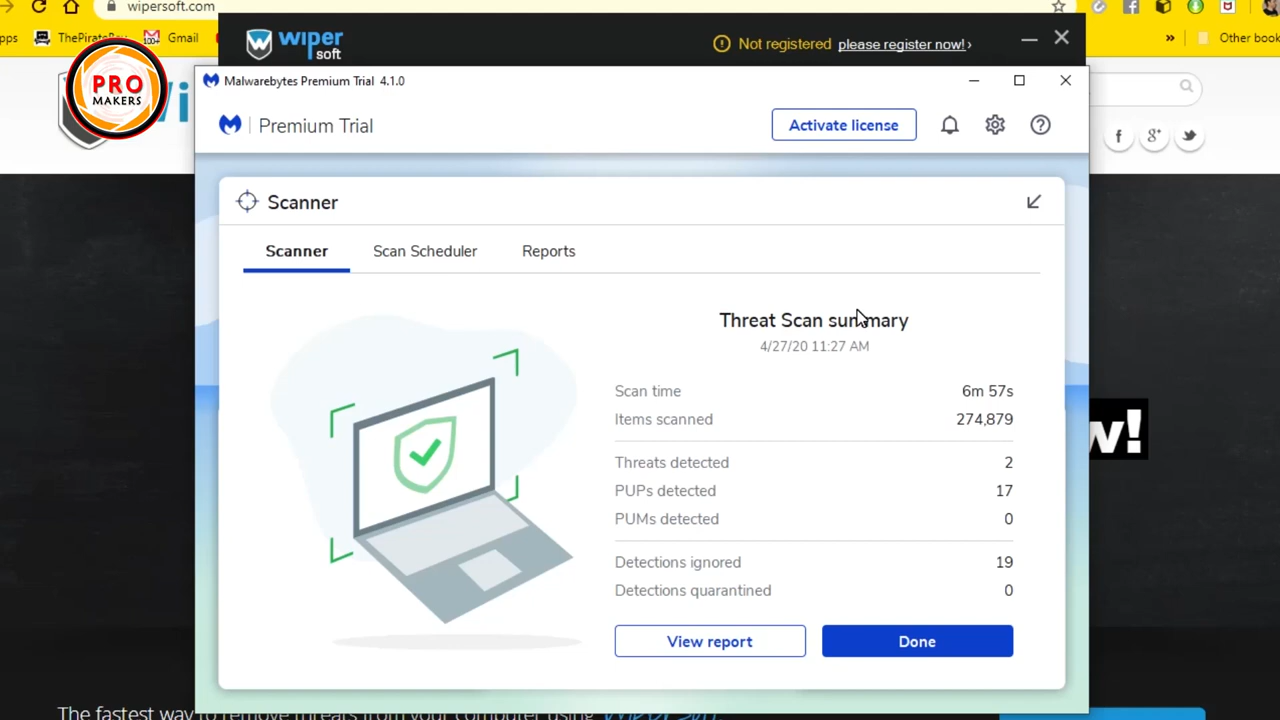 wipersoft.com
ThePirateBay
100+ Gmail
Other book
PRO
MAKERS
wiper
soft
Not registered please register now! ›
Malwarebytes Premium Trial 4.1.0
Premium Trial
Activate license
Scanner
Scanner Scan Scheduler Reports
Threat Scan summary
4/27/20 11:27 AM
Scan time 6m 57s
Items scanned 274,879
Threats detected 2
PUPs detected 17
PUMs detected 0
Detections ignored 19
Detections quarantined 0
View report Done
w!
The fastest way to remove threats from your computer using WiperSoft.